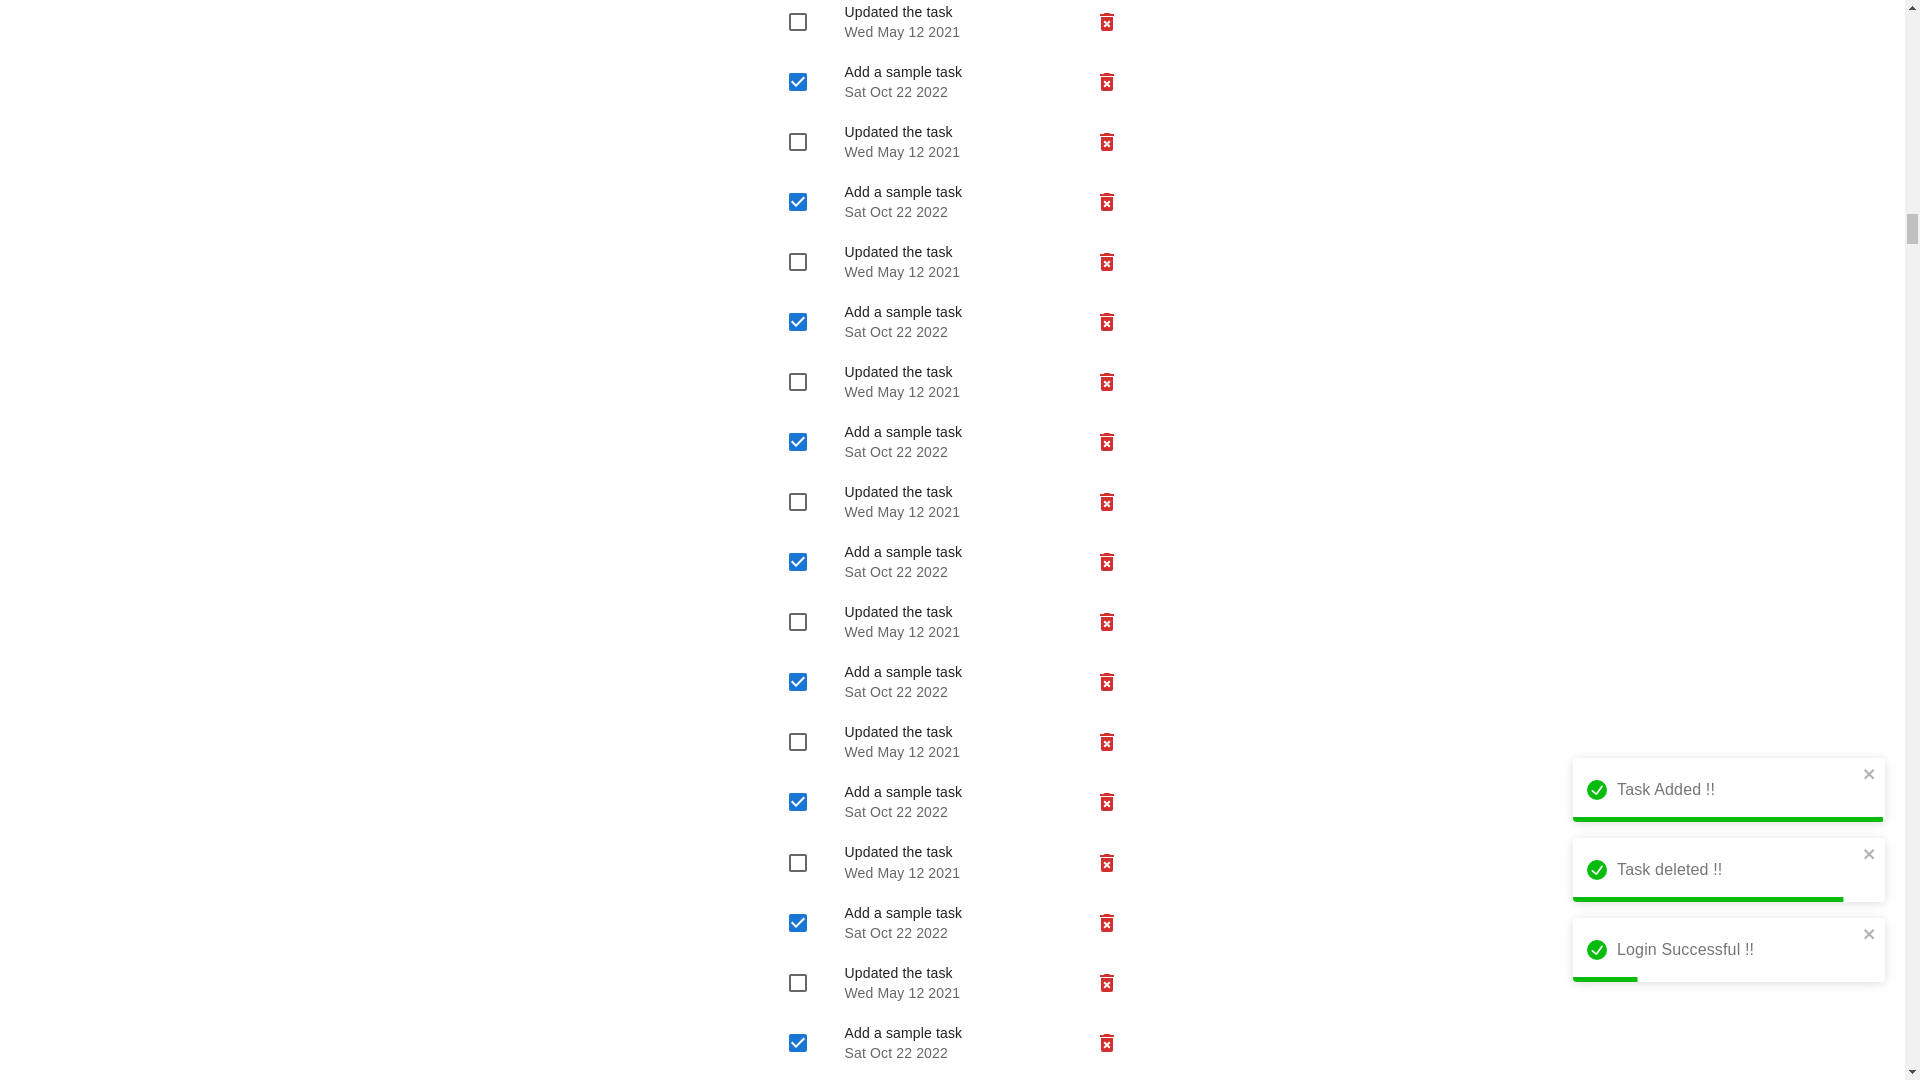 Updated the task
Wed May 12 2021
Add a sample task
Sat Oct 22 2022
Updated the task
Wed May 12 2021
Add a sample task
Sat Oct 22 2022
Updated the task
Wed May 12 2021
Add a sample task
Sat Oct 22 2022
Updated the task
Wed May 12 2021
Add a sample task
Sat Oct 22 2022
Updated the task
Wed May 12 2021
Add a sample task
Sat Oct 22 2022
Updated the task
Wed May 12 2021
Add a sample task
Sat Oct 22 2022
Updated the task
Wed May 12 2021
Add a sample task
Sat Oct 22 2022
Updated the task
Wed May 12 2021
Add a sample task
Sat Oct 22 2022
Updated the task
Wed May 12 2021
Add a sample task
Sat Oct 22 2022
Task Added !!
Task deleted !!
Login Successful !!